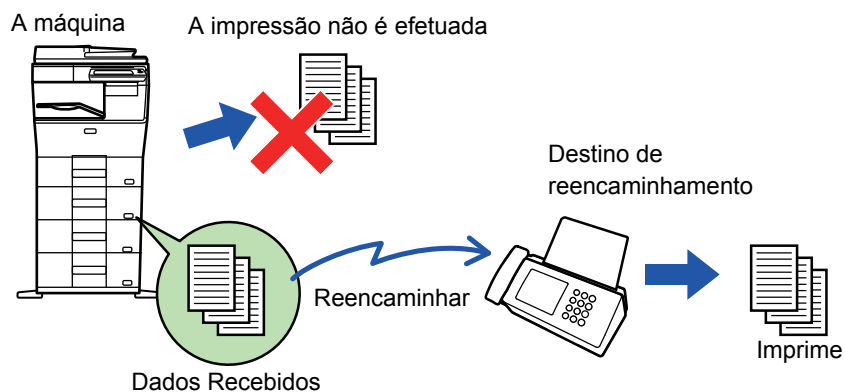 A máquina
A impressão não é efetuada
Destino de
reencaminhamento
Reencaminhar
Imprime
Dados Recebidos